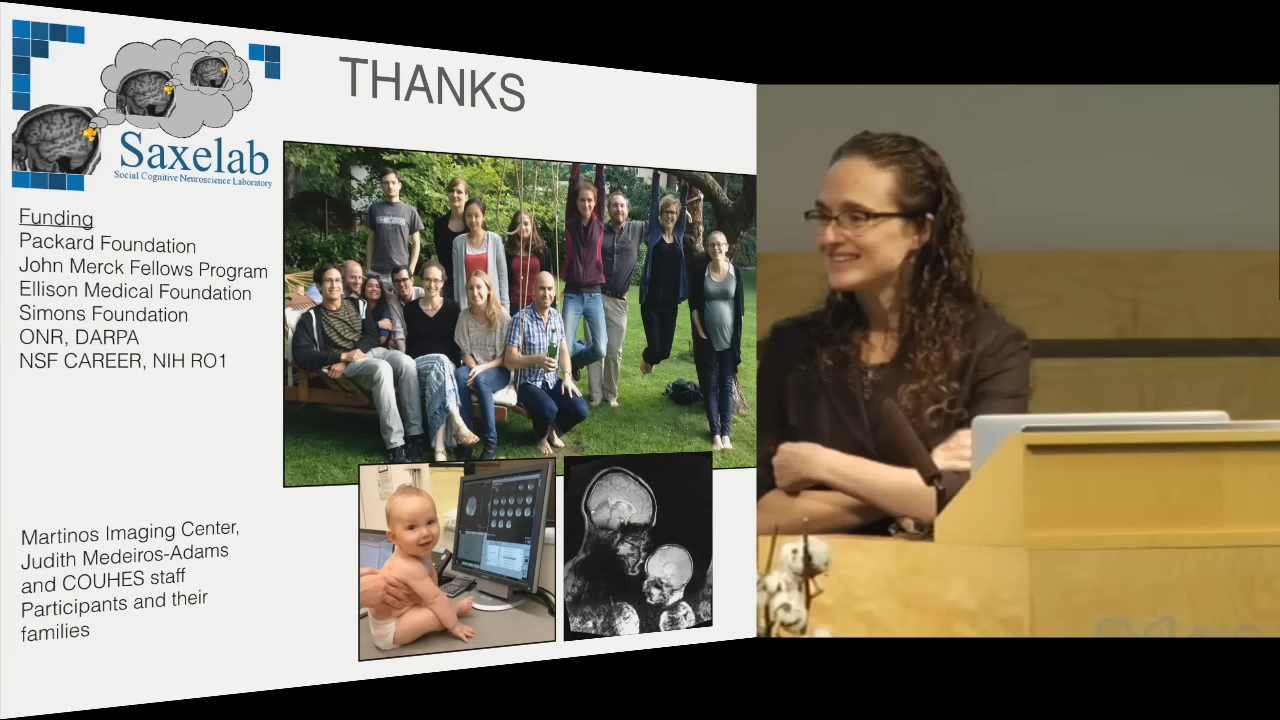 THANKS
Saxelab
Social Cognitive Neuroscience Laboratory
Funding
Packard Foundation
John Merck Fellows Program
Ellison Medical Foundation
Simons Foundation
ONR, DARPA
NSF CAREER, NIH RO1
Martinos Imaging Center,
Judith Medeiros-Adams
and COUHES staff
Participants and their
families